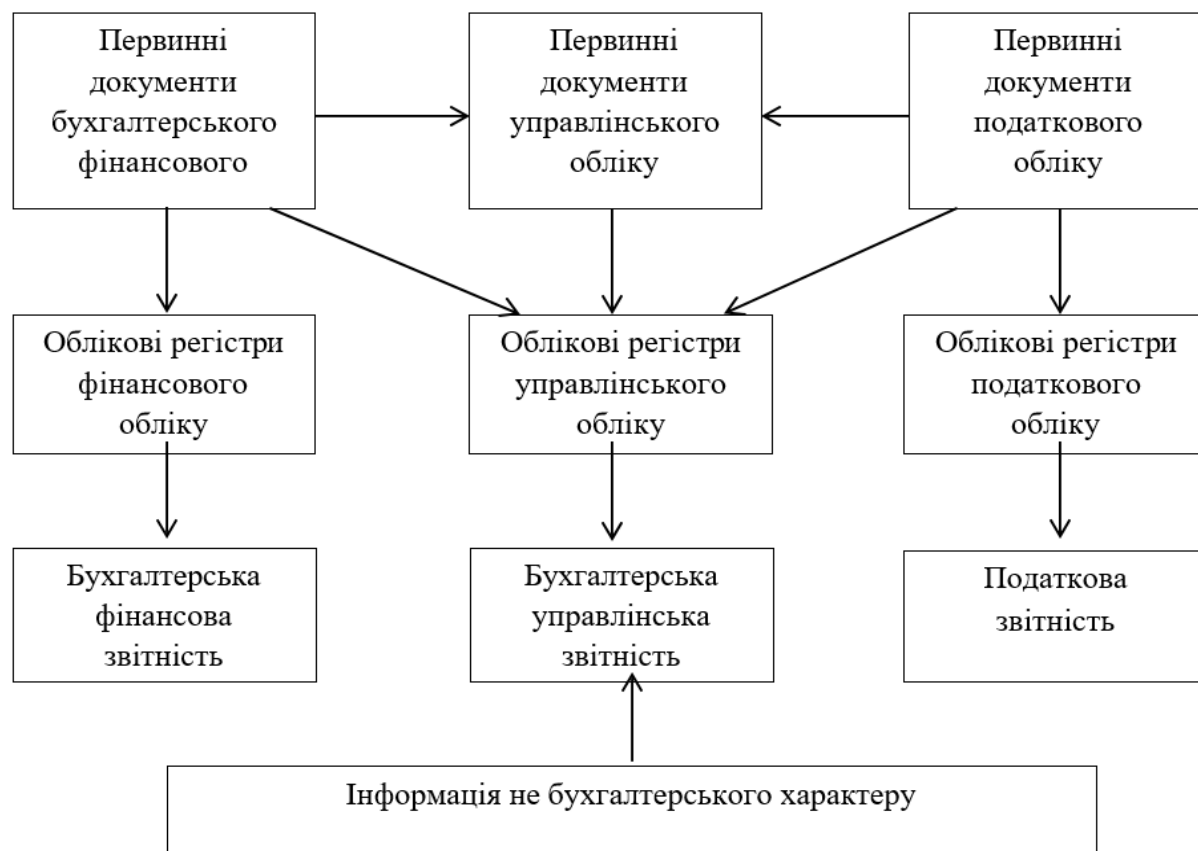 Первинні
документи
бухгалтерського
фінансового
Первинні
документи
управлінського
обліку
Первинні
документи
податкового
обліку
Облікові регістри
фінансового
обліку
Облікові регістри
управлінського
обліку
Облікові регістри
податкового
обліку
Бухгалтерська
фінансова
звітність
Бухгалтерська
управлінська
звітність
Податкова
звітність
Інформація не бухгалтерського характеру